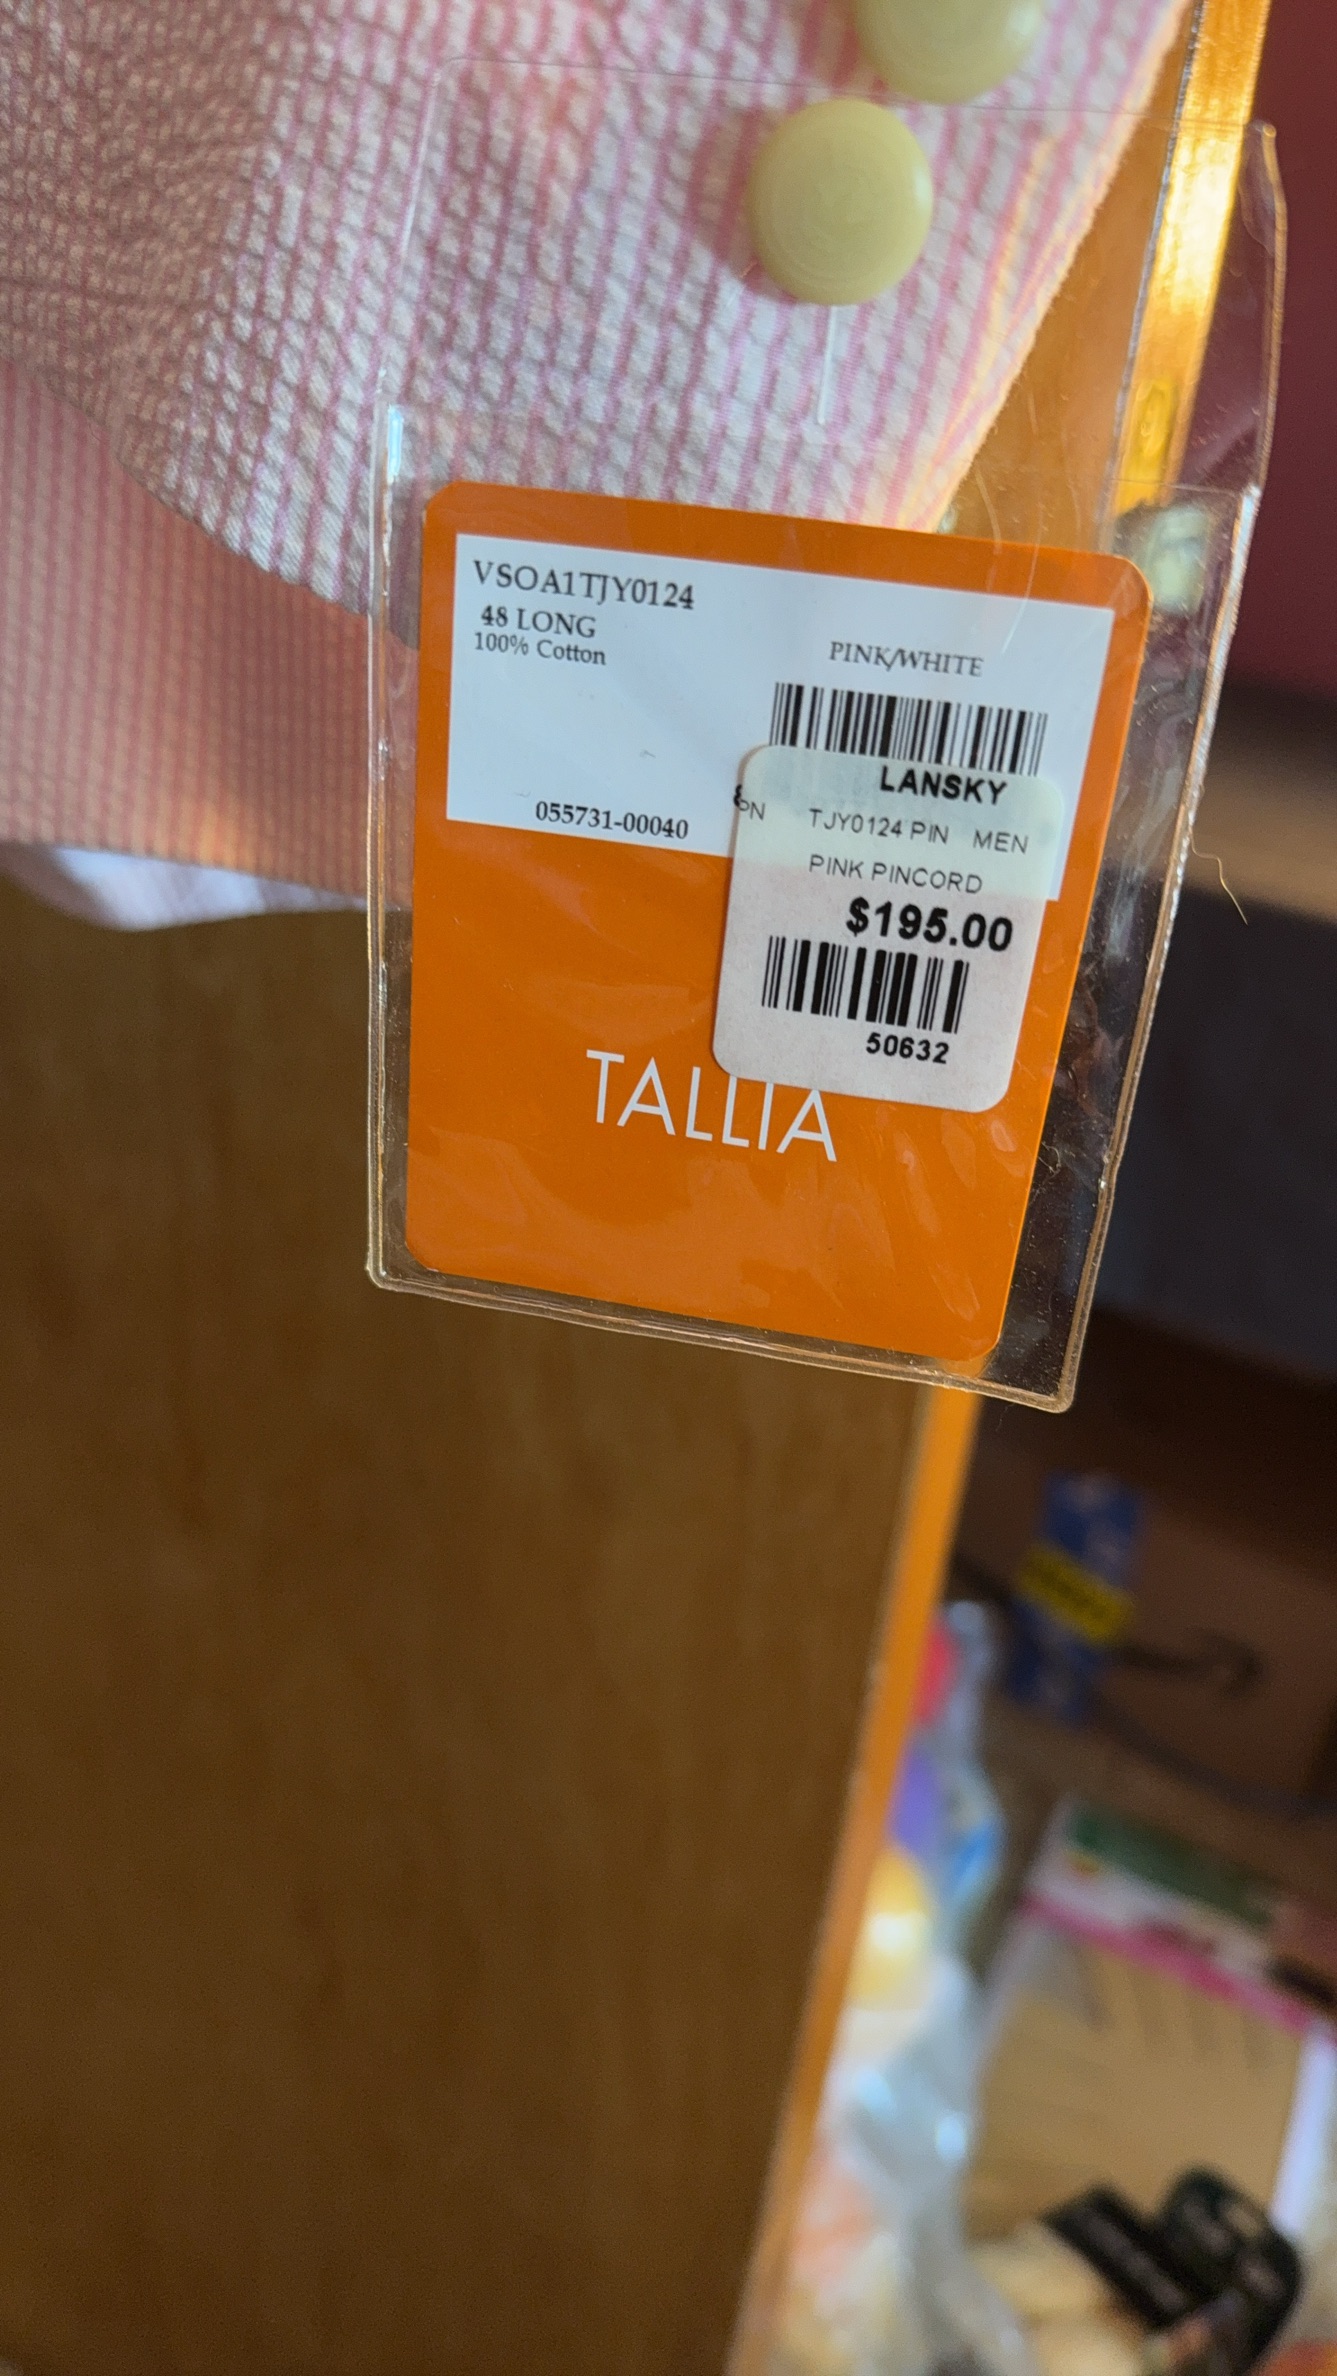 VSOA1TJY0124
48 LONG
100% Cotton
PINK/WHITE
055731-00040
LANSKY
TJY0124 PIN MEN
PINK PINCORD
$195.00
50632
TALLIA